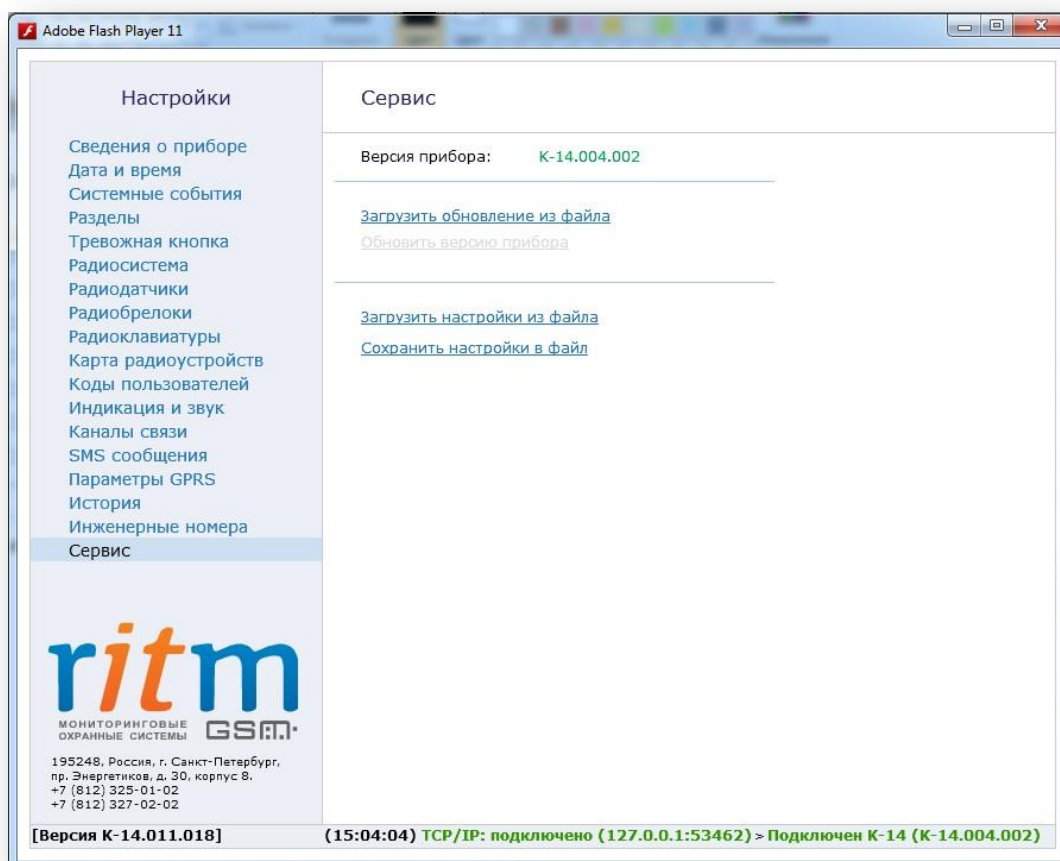 Adobe Flash Player 11
Настройки
Сведения о приборе
Дата и время
Системные события
Разделы
Тревожная кнопка
Радиосистема
Радиодатчики
Радиобрелоки
Радиоклавиатуры
Карта радиоустройств
Коды пользователей
Индикация и звук
Каналы связи
SMS сообщения
Параметры GPRS
История
Инженерные номера
Сервис
ritm
МОНИТОРИНГОВЫЕ
ОХРАННЫЕ СИСТЕМЫ
GSM
195248, Россия, г. Санкт-Петербург,
пр. Энергетиков, д. 30, корпус 8.
+7 (812) 325-01-02
+7 (812) 327-02-02
Сервис
Версия прибора: К-14.004.002
Загрузить обновление из файла
Обновить версию прибора
Загрузить настройки из файла
Сохранить настройки в файл
[Версия К-14.011.018] (15:04:04) TCP/IP: подключено (127.0.0.1:53462) > Подключен К-14 (К-14.004.002)